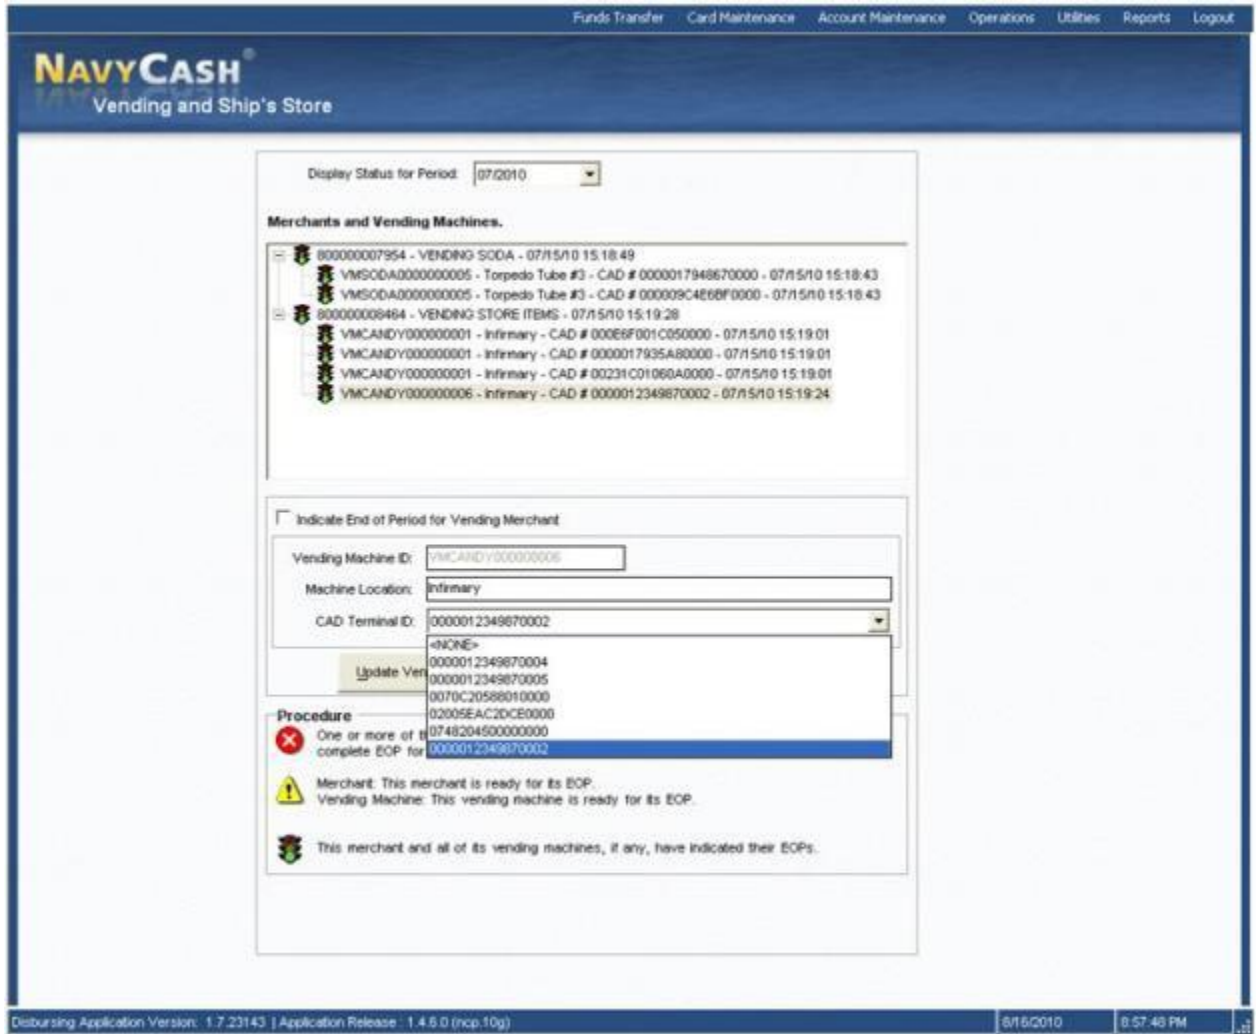 Funds Transfer Card Maintenance Account Maintenance Operations Utilities Reports Logout
NAVYCASH®
Vending and Ship's Store
Display Status for Period: 07/2010
Merchants and Vending Machines.
800000007954 - VENDING SODA - 07/15/10 15:18:49
VMSODA0000000005 - Torpedo Tube #3 - CAD # 0000017948670000 - 07/15/10 15:18:43
VMSODA0000000005 - Torpedo Tube #3 - CAD # 000009C4E6BF0000 - 07/15/10 15:18:43
800000008464 - VENDING STORE ITEMS - 07/15/10 15:19:28
VMCANDY000000001 - Infirmary - CAD # 000E6F001C050000 - 07/15/10 15:19:01
VMCANDY000000001 - Infirmary - CAD # 0000017935A80000 - 07/15/10 15:19:01
VMCANDY000000001 - Infirmary - CAD # 00231C01060A0000 - 07/15/10 15:19:01
VMCANDY000000006 - Infirmary - CAD # 0000012349870002 - 07/15/10 15:19:24
Indicate End of Period for Vending Merchant
Vending Machine ID: VMCANDY000000006
Machine Location: Infirmary
CAD Terminal ID: 0000012349870002
<NONE>
0000012349870004
Update Ven
0000012349870005
0070C20588010000
02005EAC2DCE0000
0748204500000000
0000012349870002
Procedure
One or more of t
complete EOP for
Merchant: This merchant is ready for its EOP.
Vending Machine: This vending machine is ready for its EOP.
This merchant and all of its vending machines, if any, have indicated their EOPs.
Disbursing Application Version: 1.7.23143 | Application Release : 1.4.6.0 (ncp.10g) 8/16/2010 8:57:48 PM